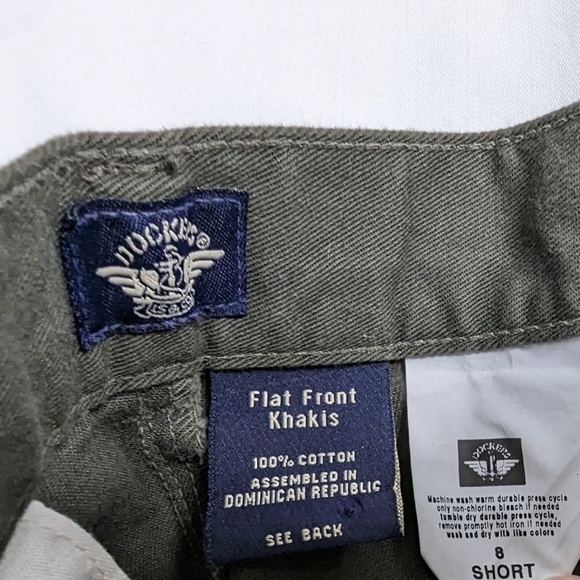 DOCKERS®
LS&CO.
Flat Front
Khakis
100% COTTON
ASSEMBLED IN
DOMINICAN REPUBLIC
SEE BACK
DOCKERS
Machine wash warm durable press cycle
only non-chlorine bleach if needed
tumble dry durable press cycle,
remove promptly hot iron if needed
wash and dry with like colors
8
SHORT